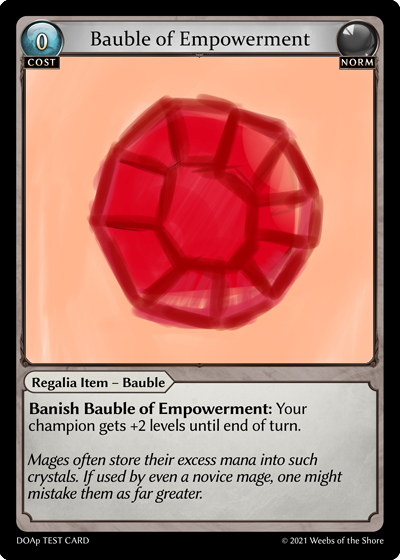 0
Bauble of Empowerment
COST
NORM
Regalia Item – Bauble
Banish Bauble of Empowerment: Your
champion gets +2 levels until end of turn.
Mages often store their excess mana into such
crystals. If used by even a novice mage, one might
mistake them as far greater.
DOAp TEST CARD
© 2021 Weebs of the Shore